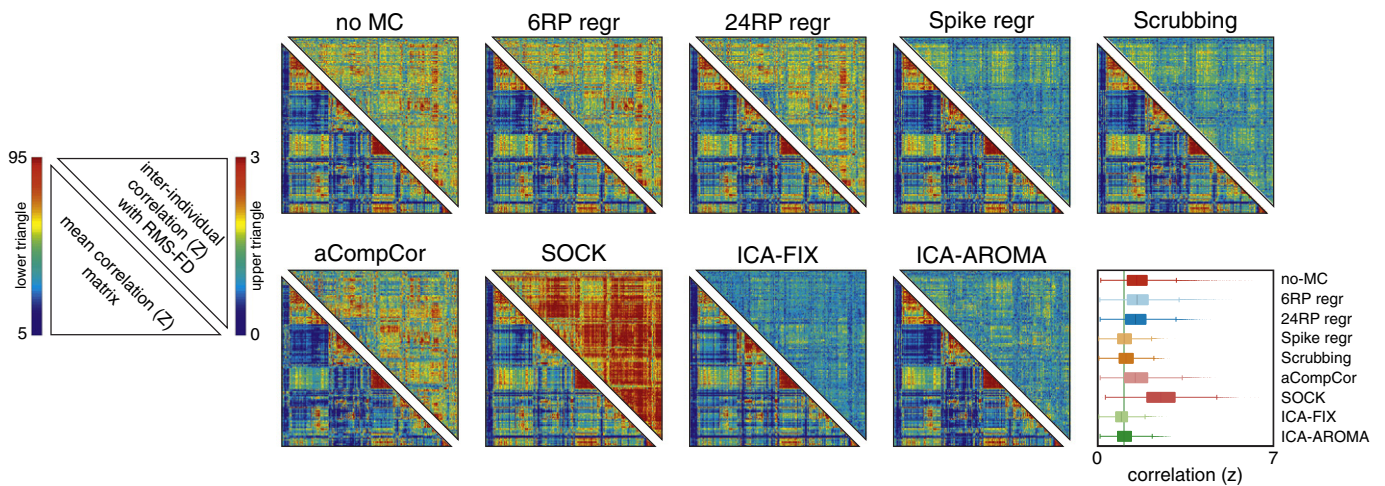 no MC
6RP regr
24RP regr
Spike regr
Scrubbing
95
5
lower triangle
inter-individual
correlation (Z)
with RMS-FD
mean correlation (Z)
matrix
3
0
upper triangle
aCompCor
SOCK
ICA-FIX
ICA-AROMA
no-MC
6RP regr
24RP regr
Spike regr
Scrubbing
aCompCor
SOCK
ICA-FIX
ICA-AROMA
0
7
correlation (z)